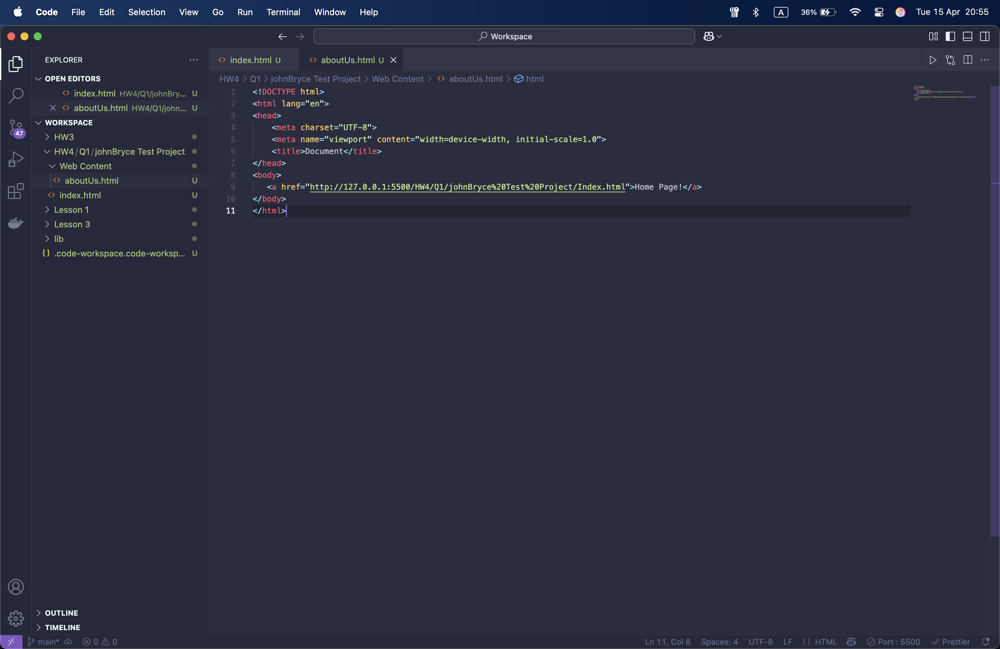 Code File Edit Selection View Go Run Terminal Window Help A 36% Tue 15 Apr 20:55
Workspace
EXPLORER
OPEN EDITORS
index.html HW4/Q1/johnBry... U
aboutUs.html HW4/Q1/john... U
WORKSPACE
HW3
HW4/Q1/johnBryce Test Project
Web Content
aboutUs.html U
index.html U
Lesson 1
Lesson 3
lib
{} .code-workspace.code-worksp... U
47
OUTLINE
TIMELINE
index.html U aboutUs.html U
HW4 > Q1 > johnBryce Test Project > Web Content > aboutUs.html > html
1 <!DOCTYPE html>
2 <html lang="en">
3 <head>
4 <meta charset="UTF-8">
5 <meta name="viewport" content="width=device-width, initial-scale=1.0">
6 <title>Document</title>
7 </head>
8 <body>
9 <a href="http://127.0.0.1:5500/HW4/Q1/johnBryce%20Test%20Project/Index.html">Home Page!</a>
10 </body>
11 </html>
main* 0 0 Ln 11, Col 8 Spaces: 4 UTF-8 LF {} HTML Port : 5500 Prettier